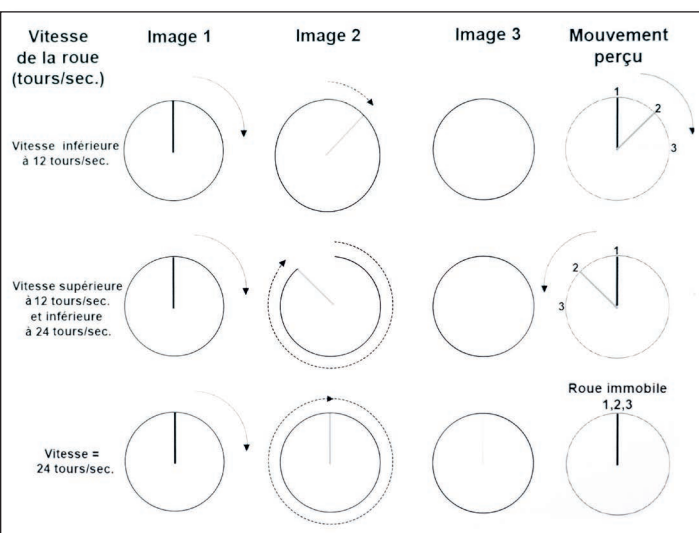 Vitesse
de la roue
(tours/sec.)
Image 1
Image 2
Image 3
Mouvement
perçu
Vitesse inférieure
à 12 tours/sec.
1
2
3
Vitesse supérieure
à 12 tours/sec.
et inférieure
à 24 tours/sec.
1
2
3
Vitesse =
24 tours/sec.
Roue immobile
1,2,3